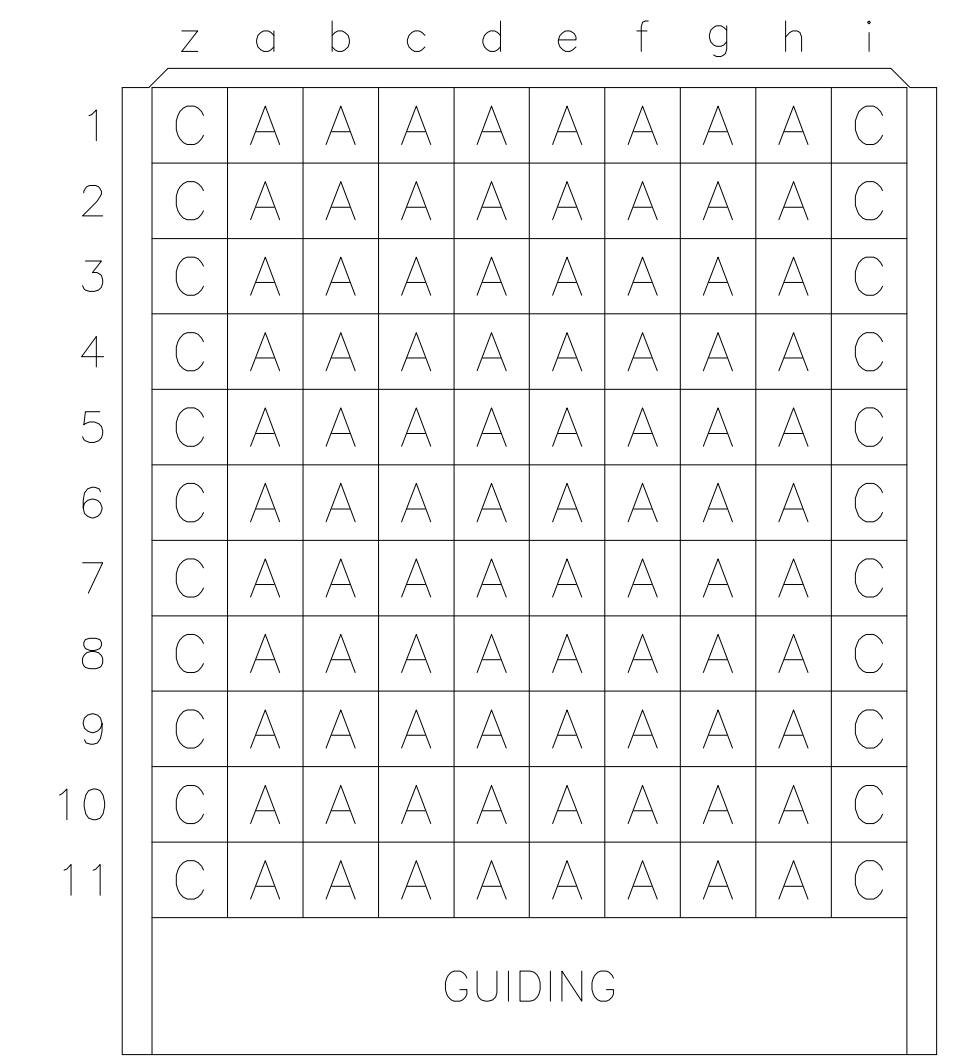 z a b c d e f g h i
1 C A A A A A A A A C
2 C A A A A A A A A C
3 C A A A A A A A A C
4 C A A A A A A A A C
5 C A A A A A A A A C
6 C A A A A A A A A C
7 C A A A A A A A A C
8 C A A A A A A A A C
9 C A A A A A A A A C
10 C A A A A A A A A C
11 C A A A A A A A A C
GUIDING